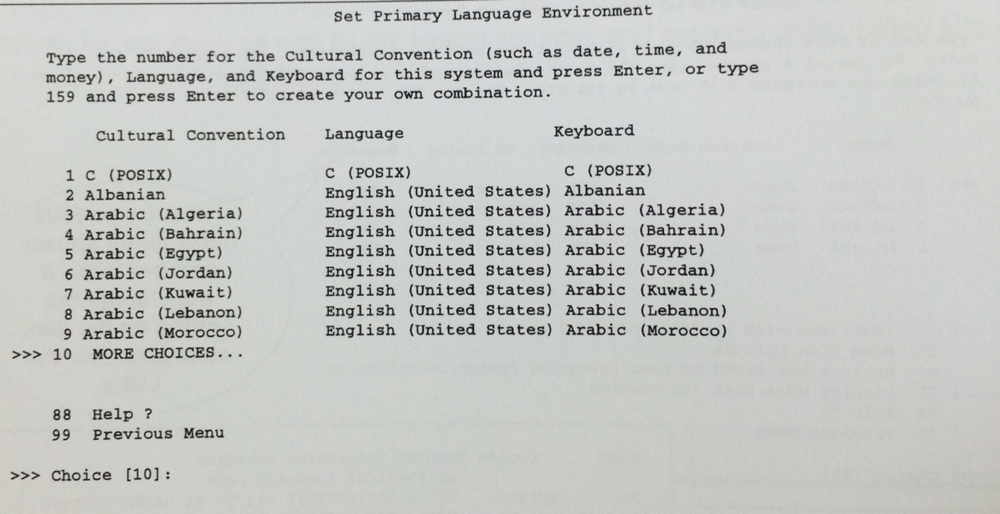 Set Primary Language Environment
Type the number for the Cultural Convention (such as date, time, and
money), Language, and Keyboard for this system and press Enter, or type
159 and press Enter to create your own combination.
Cultural Convention Language Keyboard
1 C (POSIX) C (POSIX) C (POSIX)
2 Albanian English (United States) Albanian
3 Arabic (Algeria) English (United States) Arabic (Algeria)
4 Arabic (Bahrain) English (United States) Arabic (Bahrain)
5 Arabic (Egypt) English (United States) Arabic (Egypt)
6 Arabic (Jordan) English (United States) Arabic (Jordan)
7 Arabic (Kuwait) English (United States) Arabic (Kuwait)
8 Arabic (Lebanon) English (United States) Arabic (Lebanon)
9 Arabic (Morocco) English (United States) Arabic (Morocco)
>>> 10 MORE CHOICES...
88 Help ?
99 Previous Menu
>>> Choice [10]: